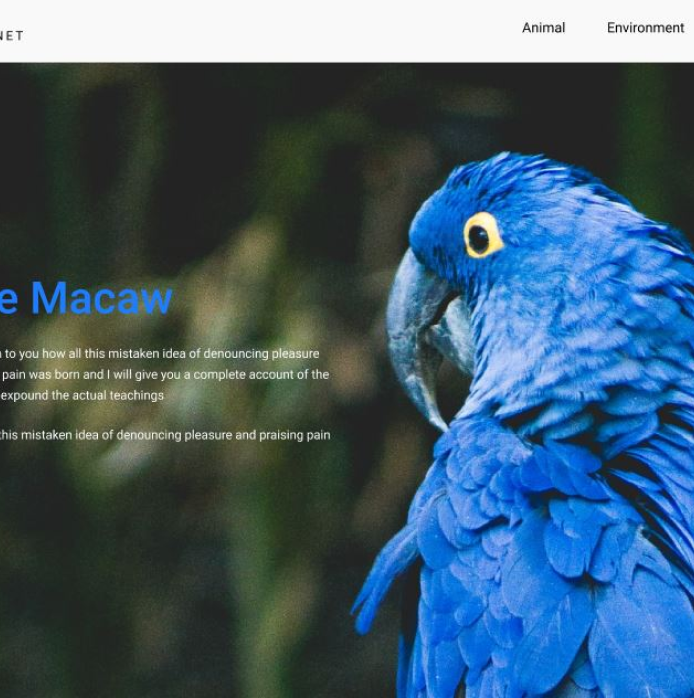 NET
Animal Environment
e Macaw
to you how all this mistaken idea of denouncing pleasure
pain was born and I will give you a complete account of the
expound the actual teachings
this mistaken idea of denouncing pleasure and praising pain